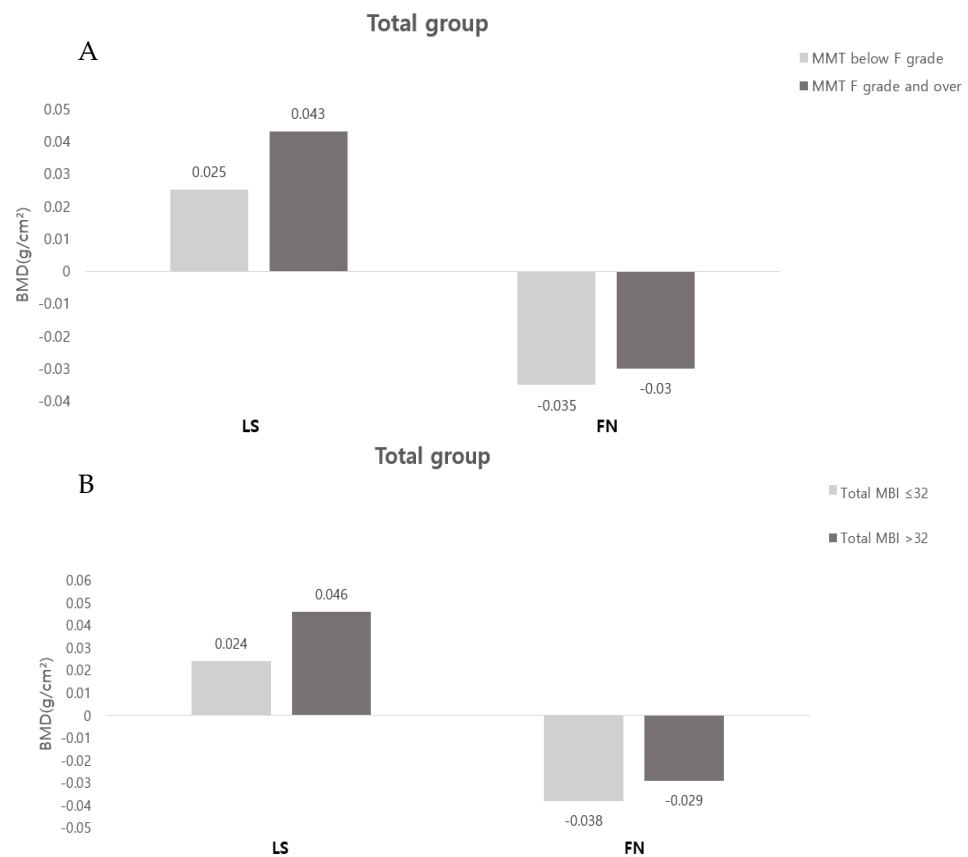 Total group
A
MMT below F grade
MMT F grade and over
BMD(g/cm²)
0.05
0.04
0.03
0.02
0.01
0
-0.01
-0.02
-0.03
-0.04
0.025
0.043
-0.035
-0.03
LS
FN
Total group
B
Total MBI ≤32
Total MBI >32
BMD(g/cm²)
0.06
0.05
0.04
0.03
0.02
0.01
0
-0.01
-0.02
-0.03
-0.04
-0.05
0.024
0.046
-0.038
-0.029
LS
FN